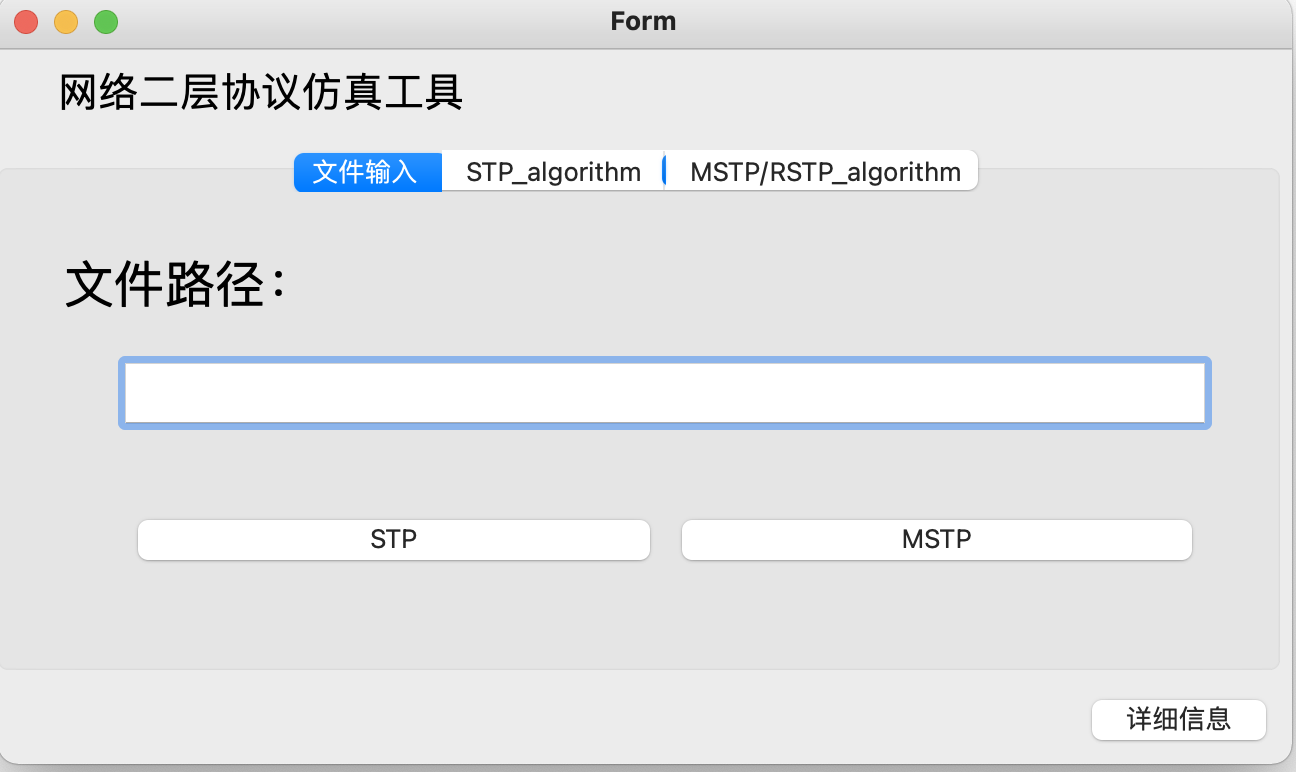 Form
网络二层协议仿真工具
文件输入 STP_algorithm MSTP/RSTP_algorithm
文件路径：
STP MSTP
详细信息